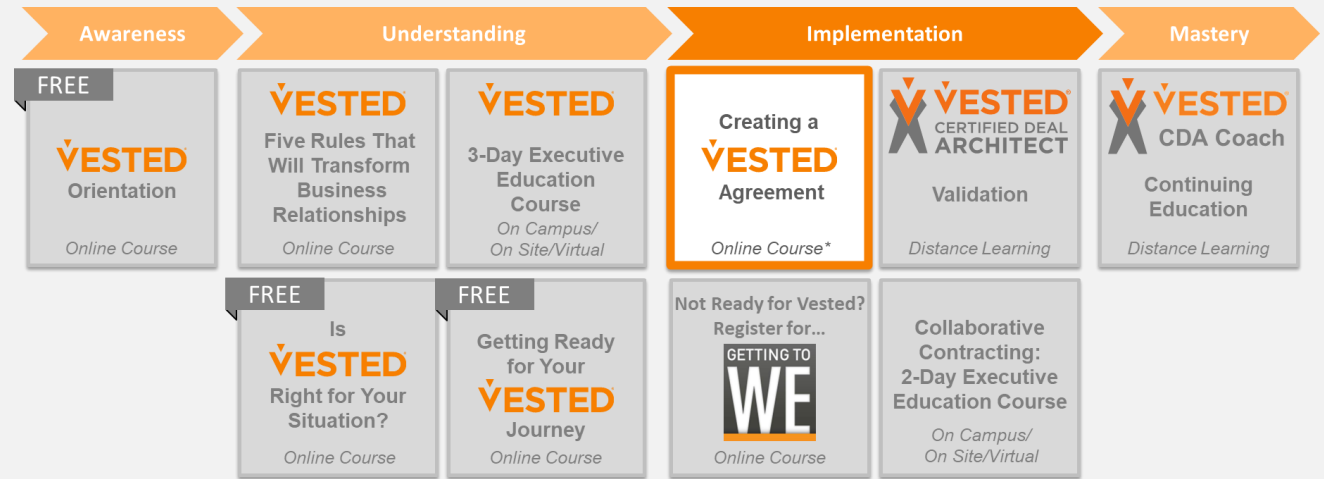 Awareness
Understanding
Implementation
Mastery
FREE
VESTED
Orientation
Online Course
VESTED
Five Rules That
Will Transform
Business
Relationships
Online Course
VESTED
3-Day Executive
Education
Course
On Campus/
On Site/Virtual
Creating a
VESTED
Agreement
Online Course*
VESTED®
CERTIFIED DEAL
ARCHITECT
Validation
Distance Learning
VESTED®
CDA Coach
Continuing
Education
Distance Learning
FREE
Is
VESTED
Right for Your
Situation?
Online Course
FREE
Getting Ready
for Your
VESTED
Journey
Online Course
Not Ready for Vested?
Register for...
GETTING TO
WE
Online Course
Collaborative
Contracting:
2-Day Executive
Education Course
On Campus/
On Site/Virtual